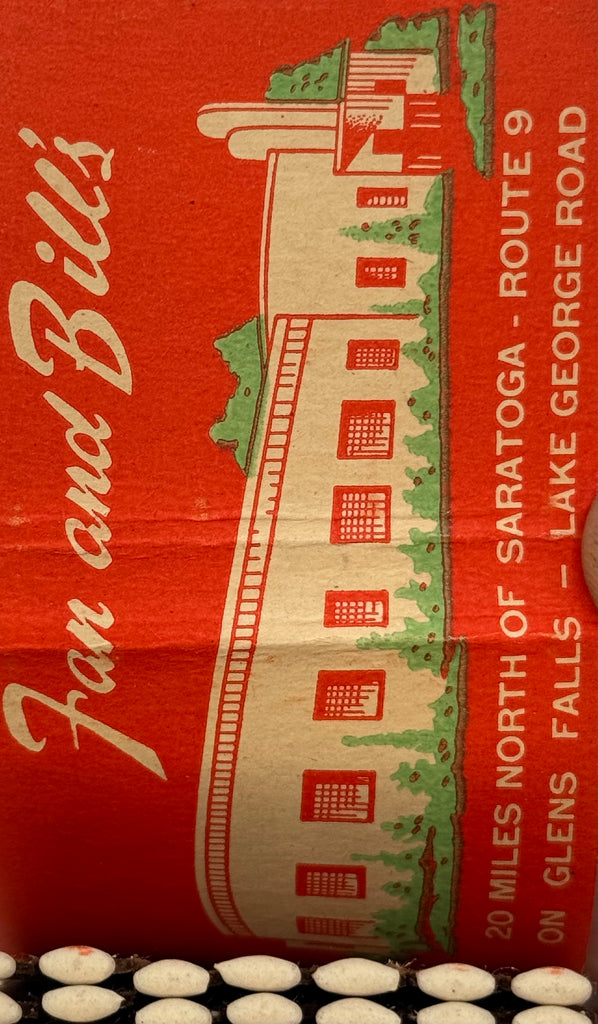 Fan and Bill's
20 MILES NORTH OF SARATOGA - ROUTE 9
ON GLENS FALLS - LAKE GEORGE ROAD